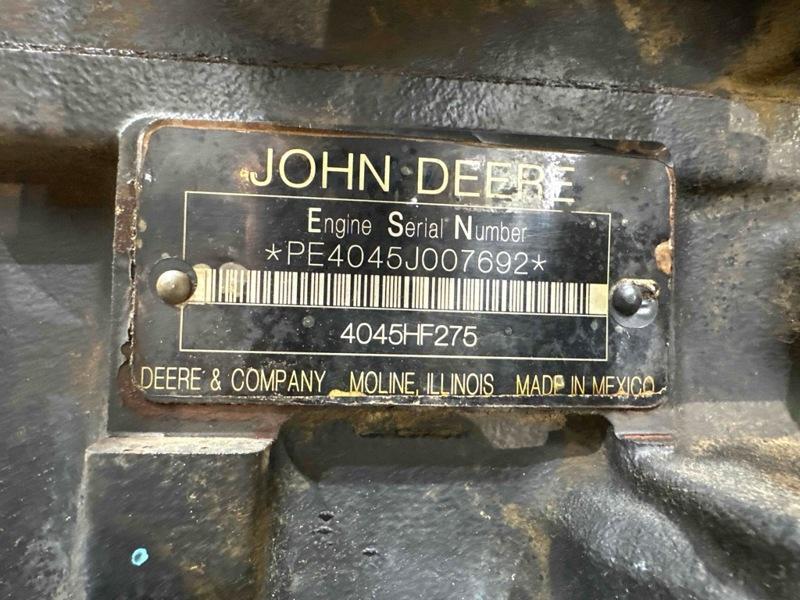 JOHN DEERE
Engine Serial Number
*PE4045J007692*
4045HF275
DEERE & COMPANY MOLINE, ILLINOIS MADE IN MEXICO